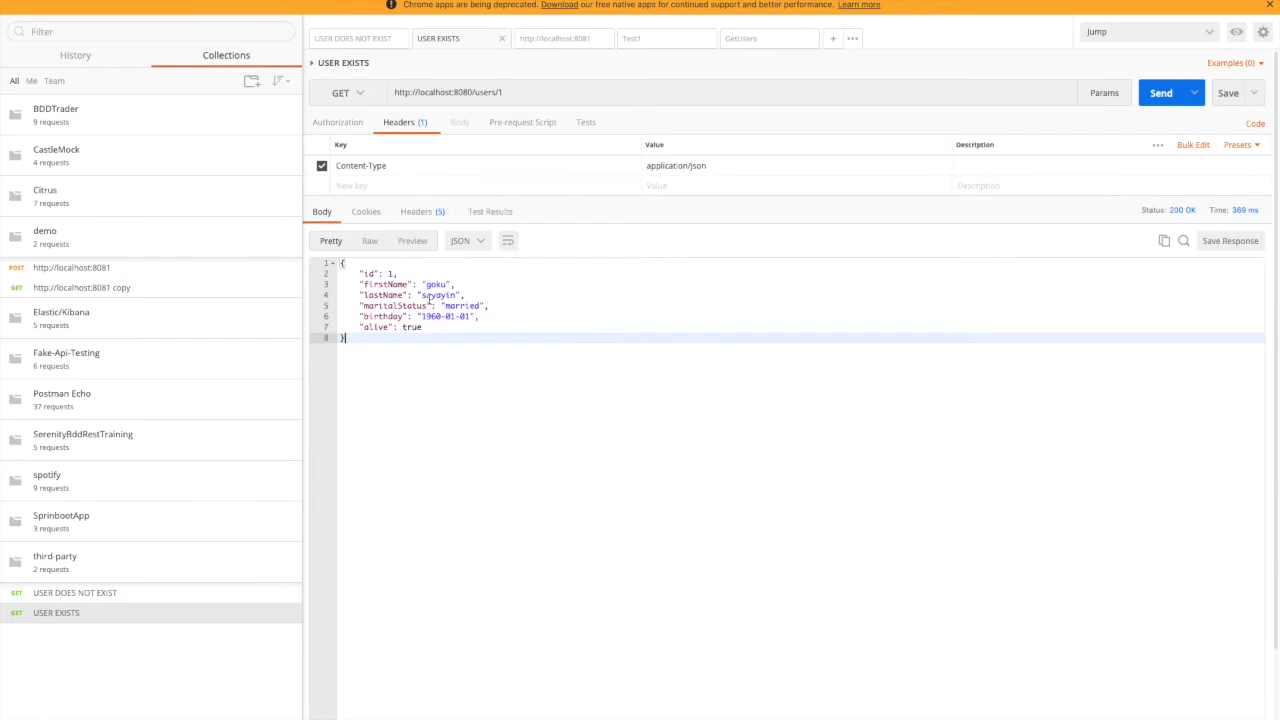 Chrome apps are being deprecated. Download our free native apps for continued support and better performance. Learn more
Filter
History Collections
All Me Team
BDDTrader
9 requests
CastleMock
4 requests
Citrus
7 requests
demo
2 requests
POST http://localhost:8081
GET http://localhost:8081 copy
Elastic/Kibana
5 requests
Fake-Api-Testing
6 requests
Postman Echo
37 requests
SerenityBddRestTraining
5 requests
spotify
9 requests
SprinbootApp
3 requests
third-party
2 requests
GET USER DOES NOT EXIST
GET USER EXISTS
USER DOES NOT EXIST USER EXISTS http://localhost:8081 Test1 GetUsers
Jump
USER EXISTS Examples (0)
GET http://localhost:8080/users/1 Params Send Save
Authorization Headers (1) Body Pre-request Script Tests Code
Key Value Description Bulk Edit Presets
Content-Type application/json
New key Value Description
Body Cookies Headers (5) Test Results Status: 200 OK Time: 369 ms
Pretty Raw Preview JSON Save Response
1 {
2 "id": 1,
3 "firstName": "goku",
4 "lastName": "sayayin",
5 "maritalStatus": "married",
6 "birthday": "1960-01-01",
7 "alive": true
8 }